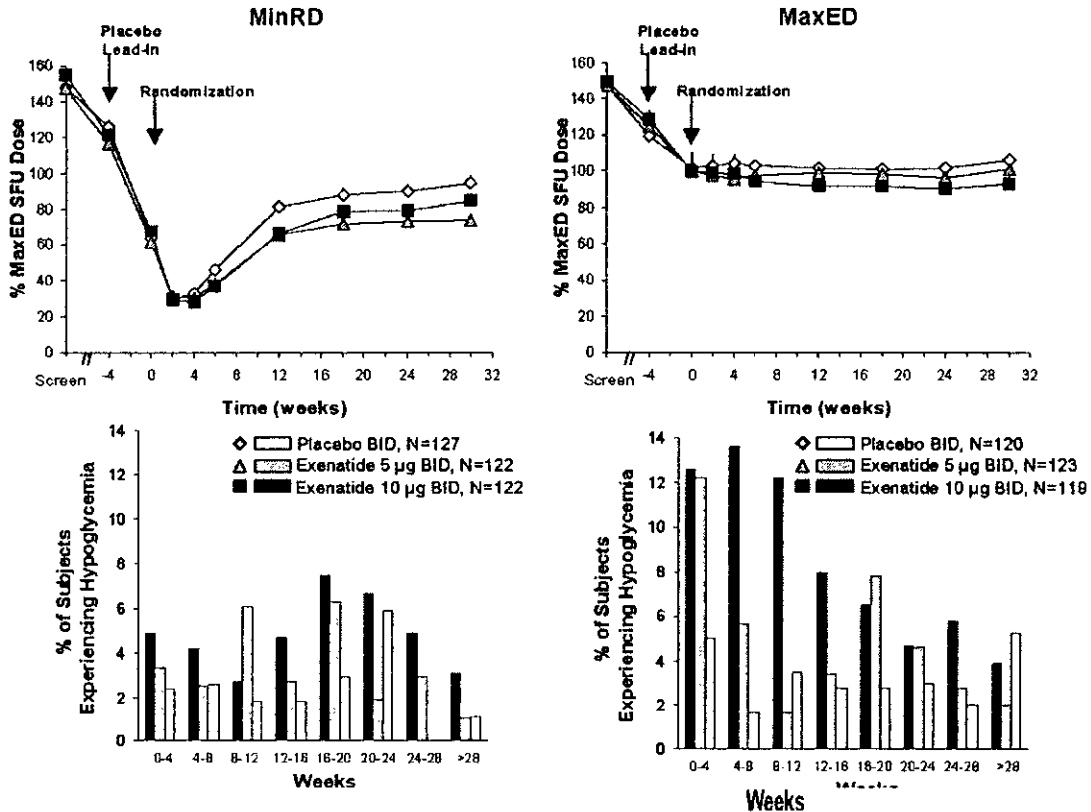 MinRD
Placebo
Lead-In
Randomization
160
140
120
100
80
60
40
20
0
% MaxED SFU Dose
Screen
-4 0 4 8 12 16 20 24 28 32
Time (weeks)
MaxED
Placebo
Lead-in
Randomization
160
140
120
100
80
60
40
20
0
% MaxED SFU Dose
Screen
-4 0 4 8 12 16 20 24 28 32
Time (weeks)
14
12
10
8
6
4
2
0
% of Subjects
Experiencing Hypoglycemia
Placebo BID, N=127
Exenatide 5 µg BID, N=122
Exenatide 10 µg BID, N=122
0-4 4-8 8-12 12-16 16-20 20-24 24-28 >28
Weeks
14
12
10
8
6
4
2
0
% of Subjects
Experiencing Hypoglycemia
Placebo BID, N=120
Exenatide 5 µg BID, N=123
Exenatide 10 µg BID, N=119
0-4 4-8 8-12 12-16 16-20 20-24 24-28 >28
Weeks